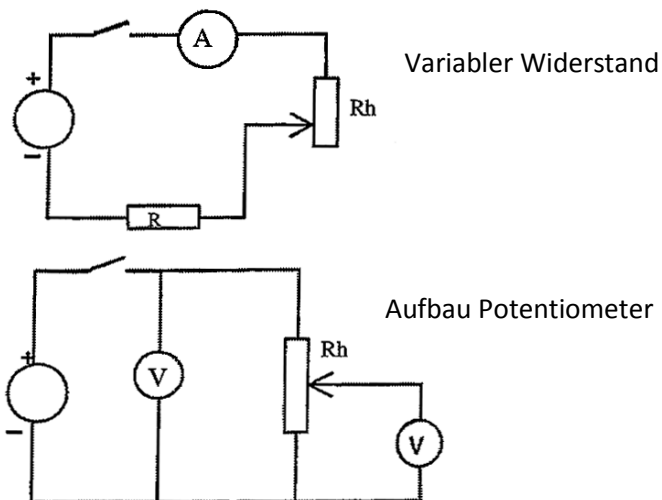 A
Variabler Widerstand
+
Rh
−
R
Aufbau Potentiometer
+
Rh
V
−
V